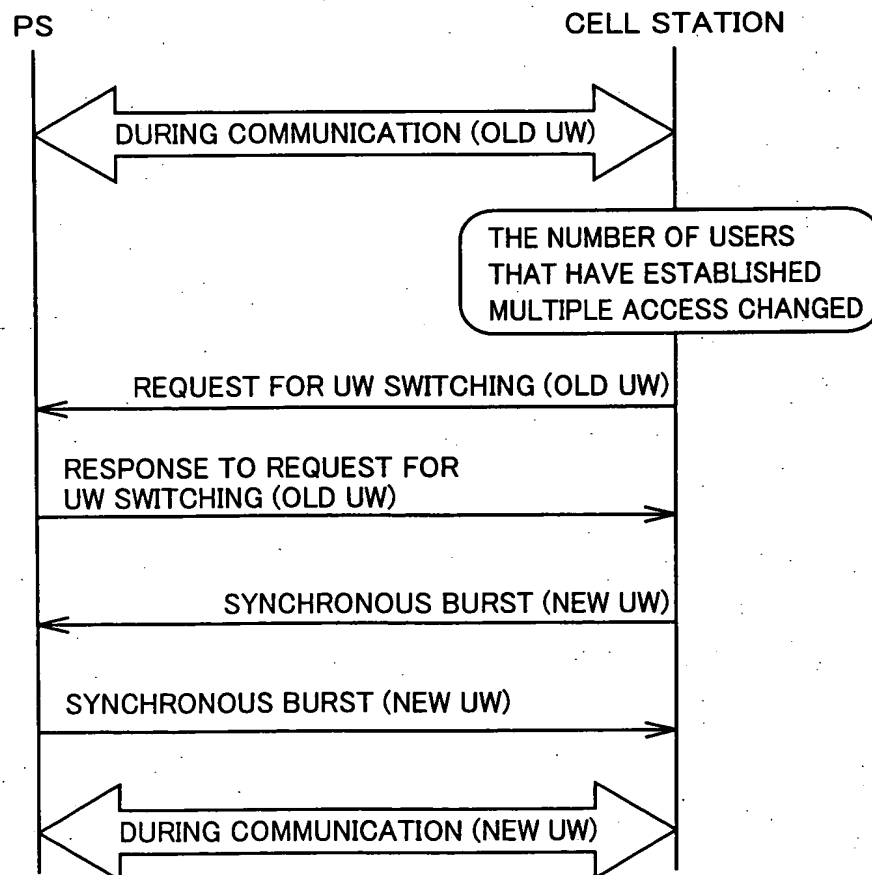 PS
CELL STATION
DURING COMMUNICATION (OLD UW)
THE NUMBER OF USERS
THAT HAVE ESTABLISHED
MULTIPLE ACCESS CHANGED
REQUEST FOR UW SWITCHING (OLD UW)
RESPONSE TO REQUEST FOR
UW SWITCHING (OLD UW)
SYNCHRONOUS BURST (NEW UW)
SYNCHRONOUS BURST (NEW UW)
DURING COMMUNICATION (NEW UW)